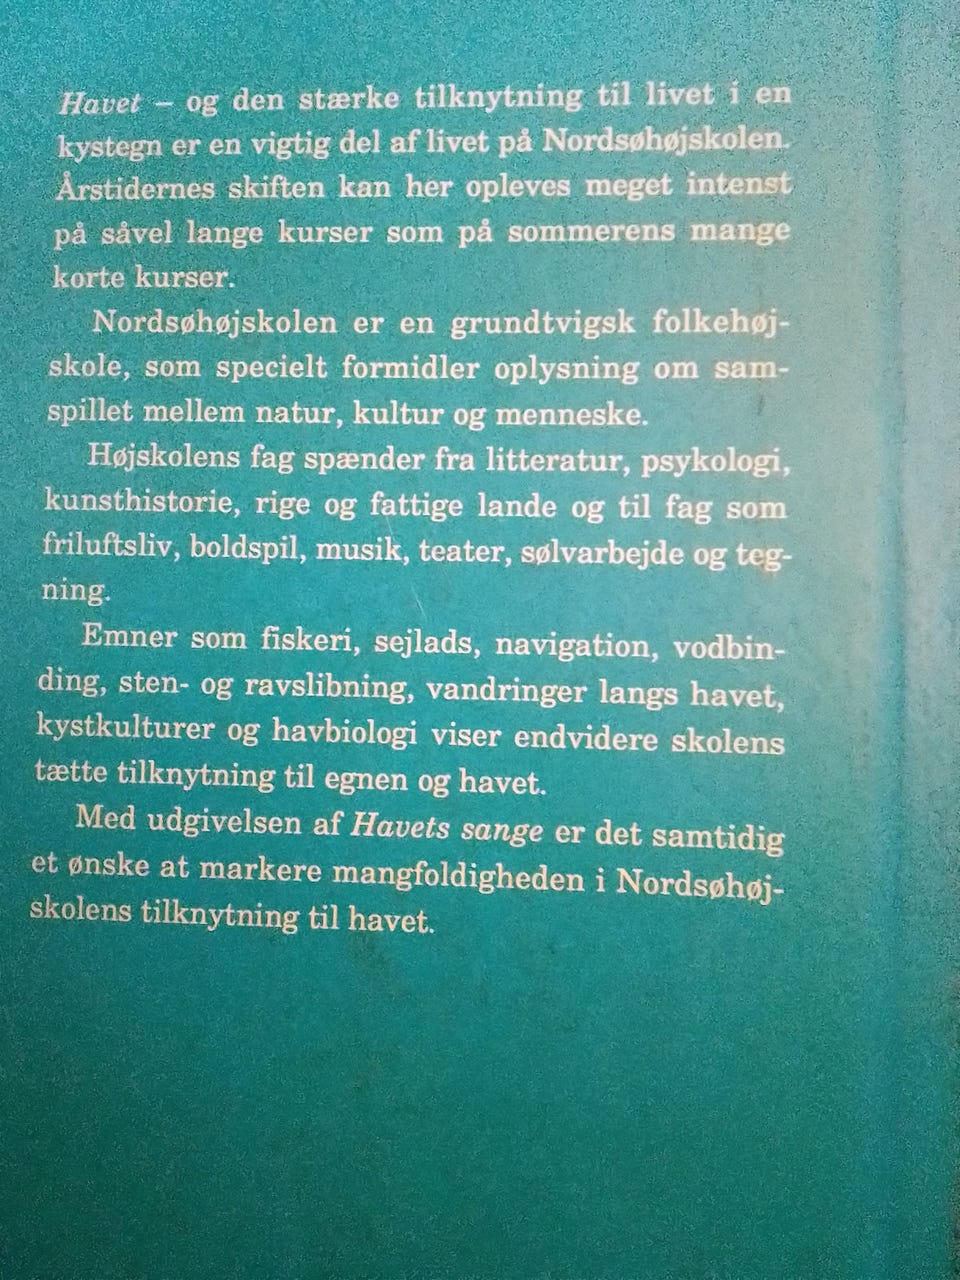 Havet – og den stærke tilknytning til livet i en
kystegn er en vigtig del af livet på Nordsøhøjskolen.
Årstidernes skiften kan her opleves meget intenst
på såvel lange kurser som på sommerens mange
korte kurser.
Nordsøhøjskolen er en grundtvigsk folkehøj-
skole, som specielt formidler oplysning om sam-
spillet mellem natur, kultur og menneske.
Højskolens fag spænder fra litteratur, psykologi,
kunsthistorie, rige og fattige lande og til fag som
friluftsliv, boldspil, musik, teater, sølvarbejde og teg-
ning.
Emner som fiskeri, sejlads, navigation, vodbin-
ding, sten- og ravslibning, vandringer langs havet,
kystkulturer og havbiologi viser endvidere skolens
tætte tilknytning til egnen og havet.
Med udgivelsen af Havets sange er det samtidig
et ønske at markere mangfoldigheden i Nordsøhøj-
skolens tilknytning til havet.